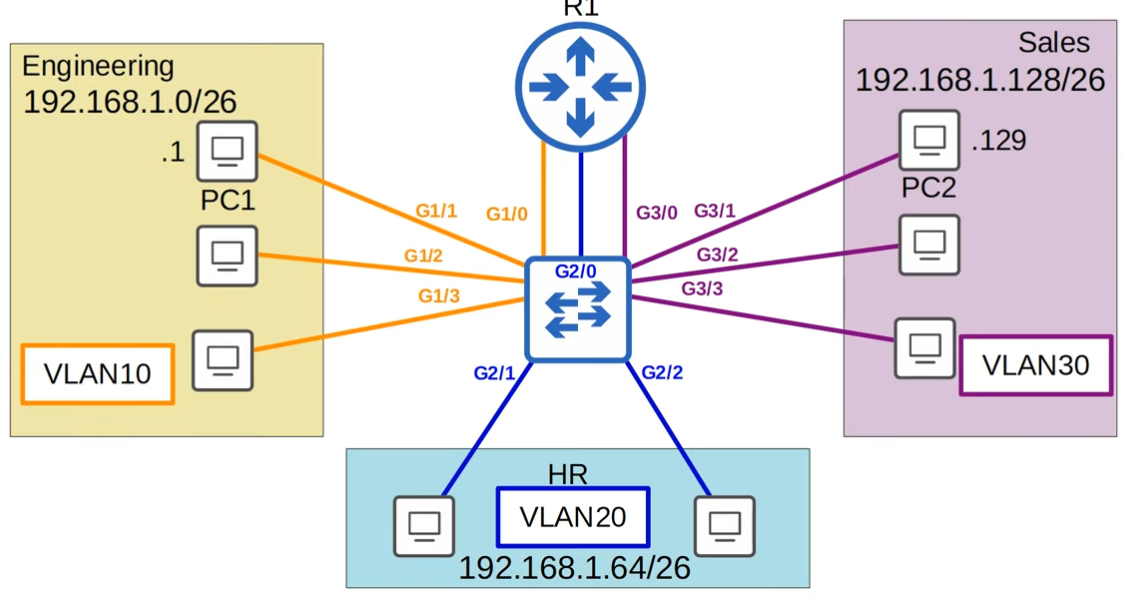 R1
Engineering
192.168.1.0/26
.1
PC1
VLAN10
G1/1
G1/2
G1/3
G1/0
G2/0
G3/0
G3/1
G3/2
G3/3
G2/1
G2/2
Sales
192.168.1.128/26
.129
PC2
VLAN30
HR
VLAN20
192.168.1.64/26